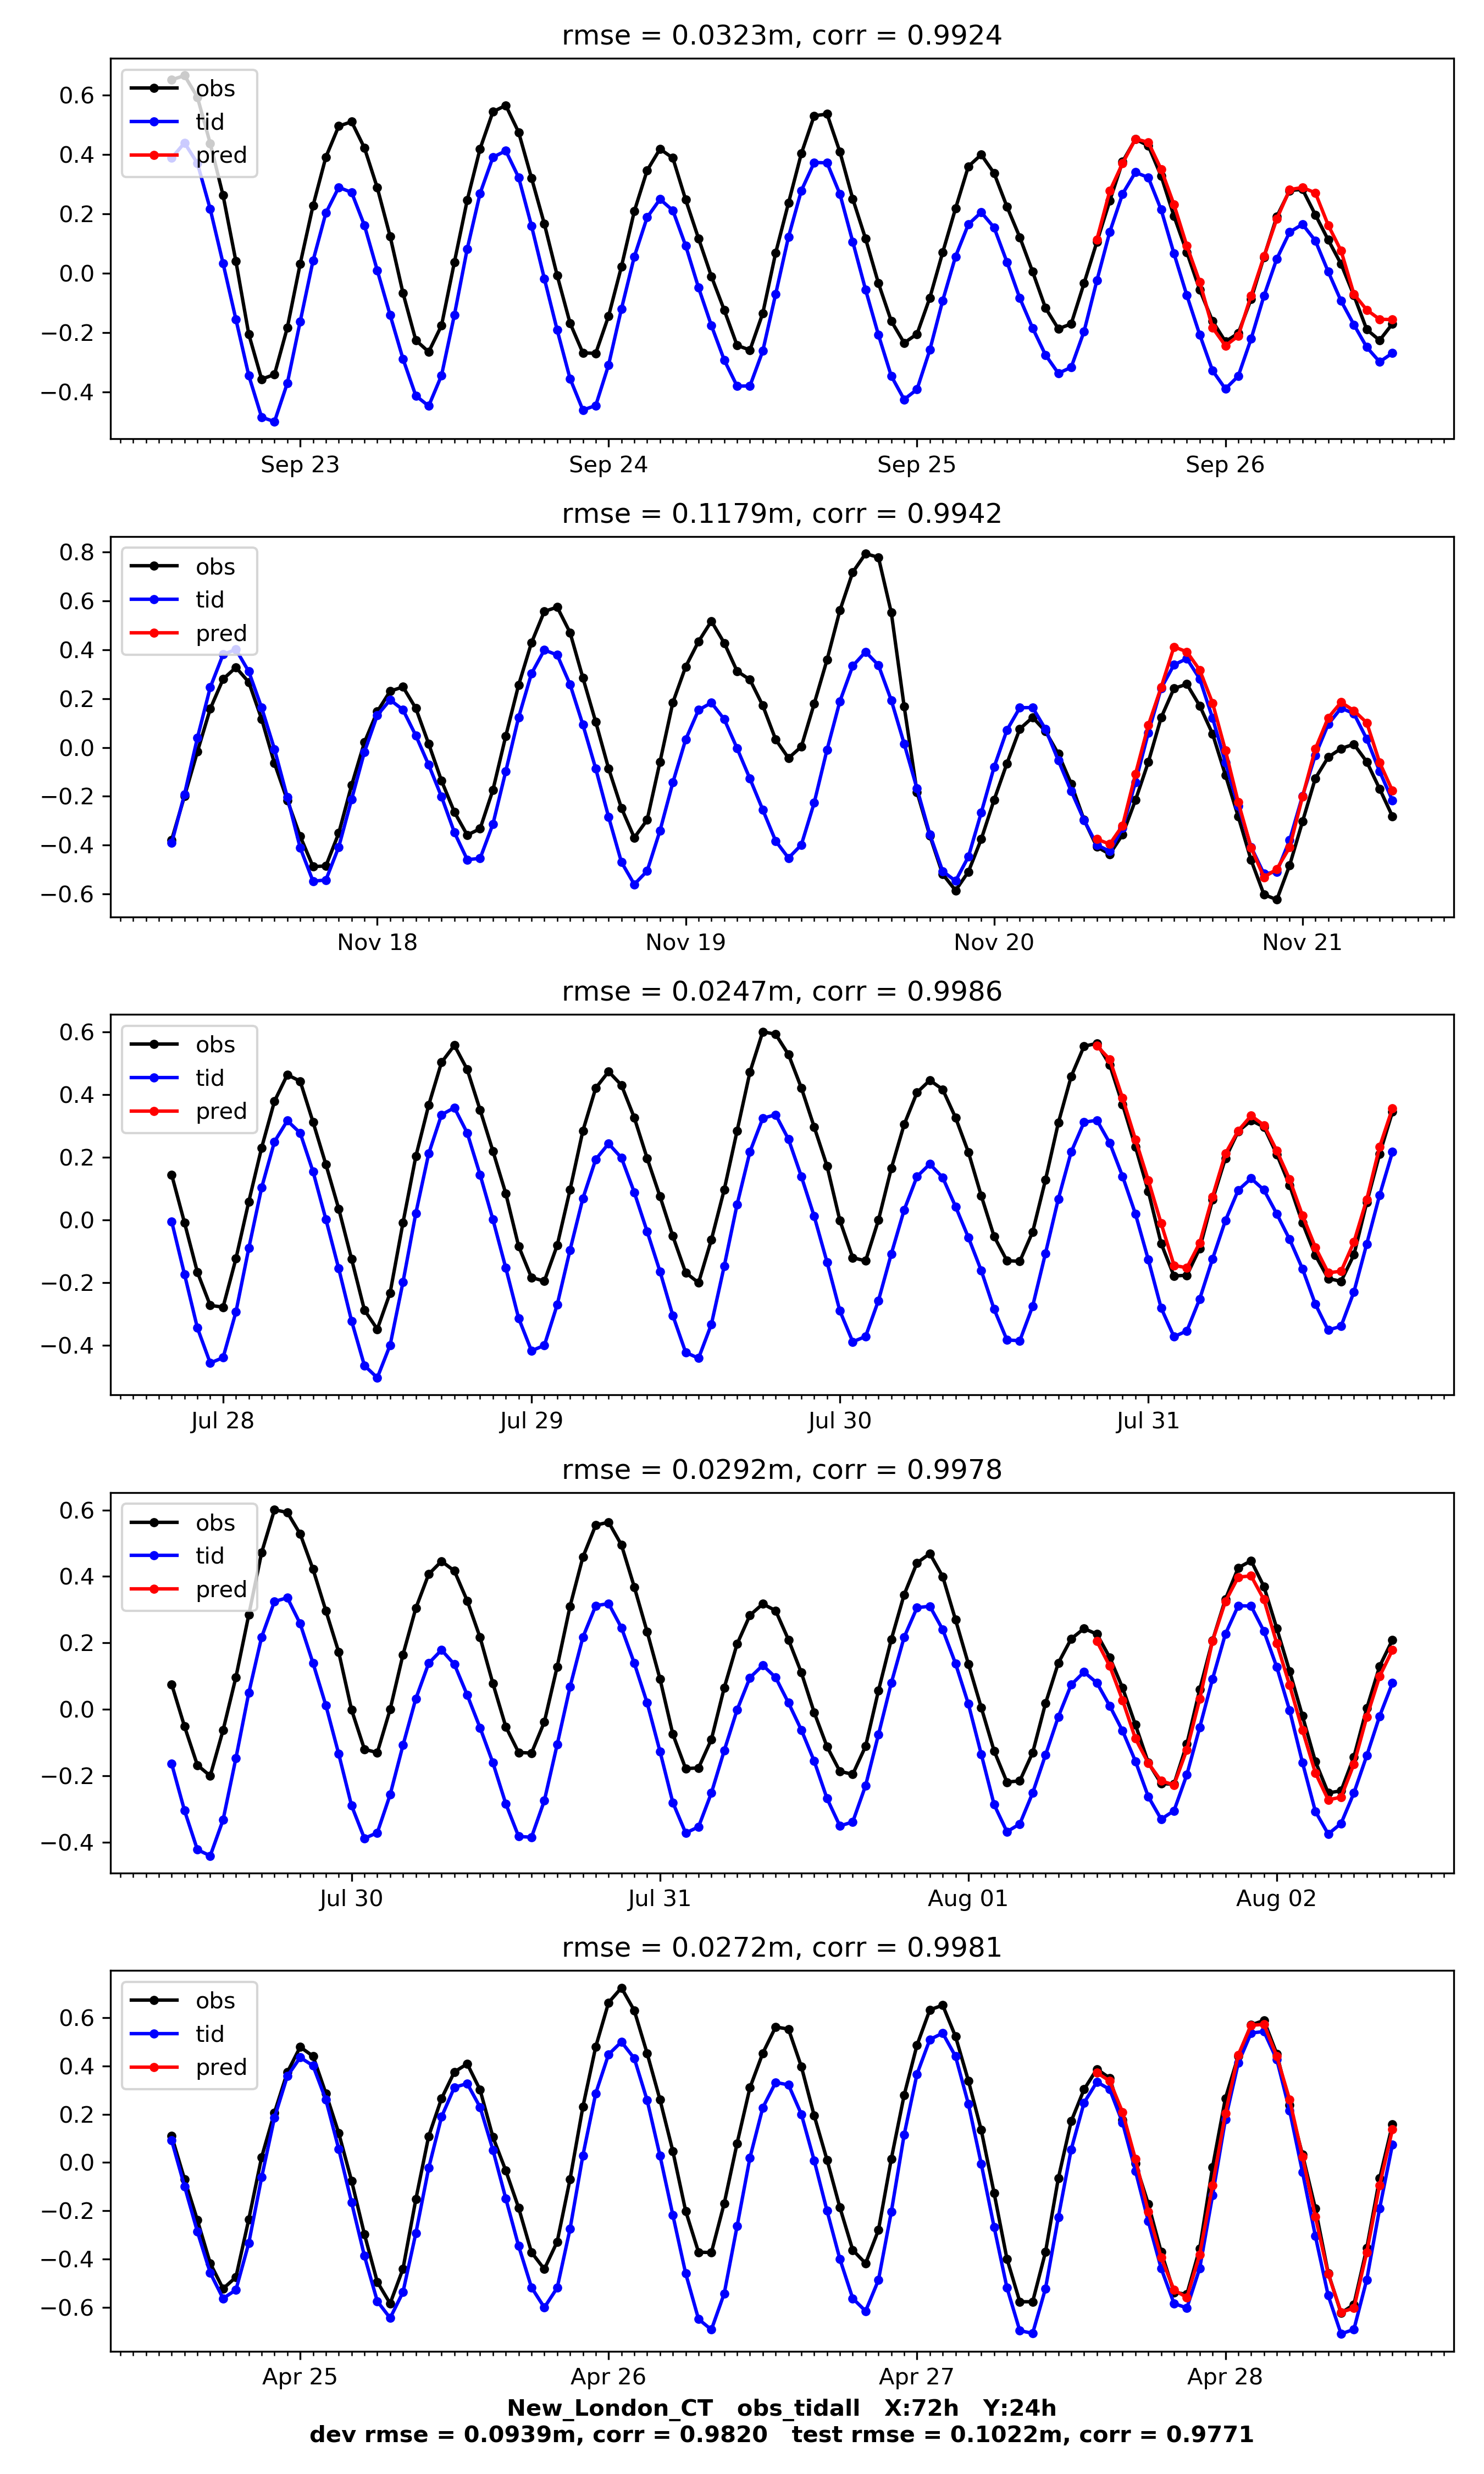 rmse = 0.0323m, corr = 0.9924
obs
tid
pred
0.6
0.4
0.2
0.0
−0.2
−0.4
Sep 23 Sep 24 Sep 25 Sep 26
rmse = 0.1179m, corr = 0.9942
obs
tid
pred
0.8
0.6
0.4
0.2
0.0
−0.2
−0.4
−0.6
Nov 18 Nov 19 Nov 20 Nov 21
rmse = 0.0247m, corr = 0.9986
obs
tid
pred
0.6
0.4
0.2
0.0
−0.2
−0.4
Jul 28 Jul 29 Jul 30 Jul 31
rmse = 0.0292m, corr = 0.9978
obs
tid
pred
0.6
0.4
0.2
0.0
−0.2
−0.4
Jul 30 Jul 31 Aug 01 Aug 02
rmse = 0.0272m, corr = 0.9981
obs
tid
pred
0.6
0.4
0.2
0.0
−0.2
−0.4
−0.6
Apr 25 Apr 26 Apr 27 Apr 28
New_London_CT obs_tidall X:72h Y:24h
dev rmse = 0.0939m, corr = 0.9820 test rmse = 0.1022m, corr = 0.9771